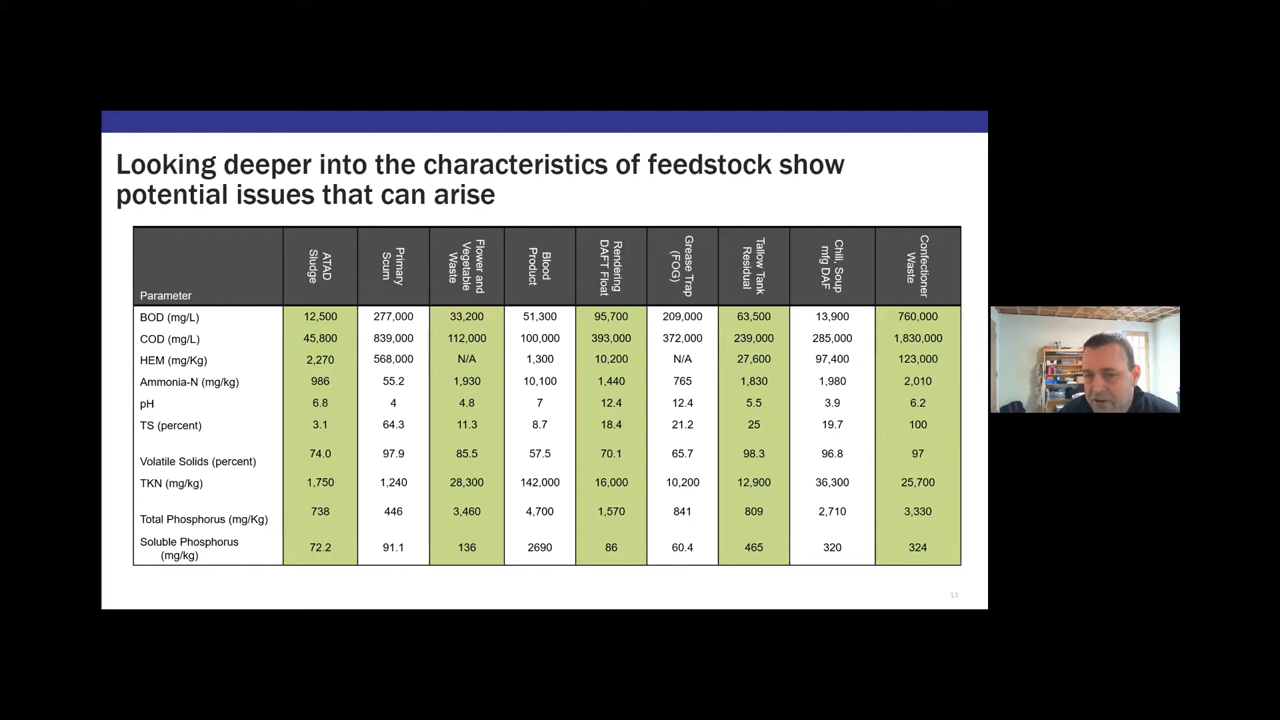 Looking deeper into the characteristics of feedstock show
potential issues that can arise
Parameter
ATAD
Sludge
Primary
Scum
Flower and
Vegetable
Waste
Blood
Product
Rendering
DAFT Float
Grease Trap
(FOG)
Tallow Tank
Residual
Chili, Soup
mfg DAF
Confectioner
Waste
BOD (mg/L) 12,500 277,000 33,200 51,300 95,700 209,000 63,500 13,900 760,000
COD (mg/L) 45,800 839,000 112,000 100,000 393,000 372,000 239,000 285,000 1,830,000
HEM (mg/Kg) 2,270 568,000 N/A 1,300 10,200 N/A 27,600 97,400 123,000
Ammonia-N (mg/kg) 986 55.2 1,930 10,100 1,440 765 1,830 1,980 2,010
pH 6.8 4 4.8 7 12.4 12.4 5.5 3.9 6.2
TS (percent) 3.1 64.3 11.3 8.7 18.4 21.2 25 19.7 100
Volatile Solids (percent) 74.0 97.9 85.5 57.5 70.1 65.7 98.3 96.8 97
TKN (mg/kg) 1,750 1,240 28,300 142,000 16,000 10,200 12,900 36,300 25,700
Total Phosphorus (mg/Kg) 738 446 3,460 4,700 1,570 841 809 2,710 3,330
Soluble Phosphorus
(mg/kg) 72.2 91.1 136 2690 86 60.4 465 320 324
13